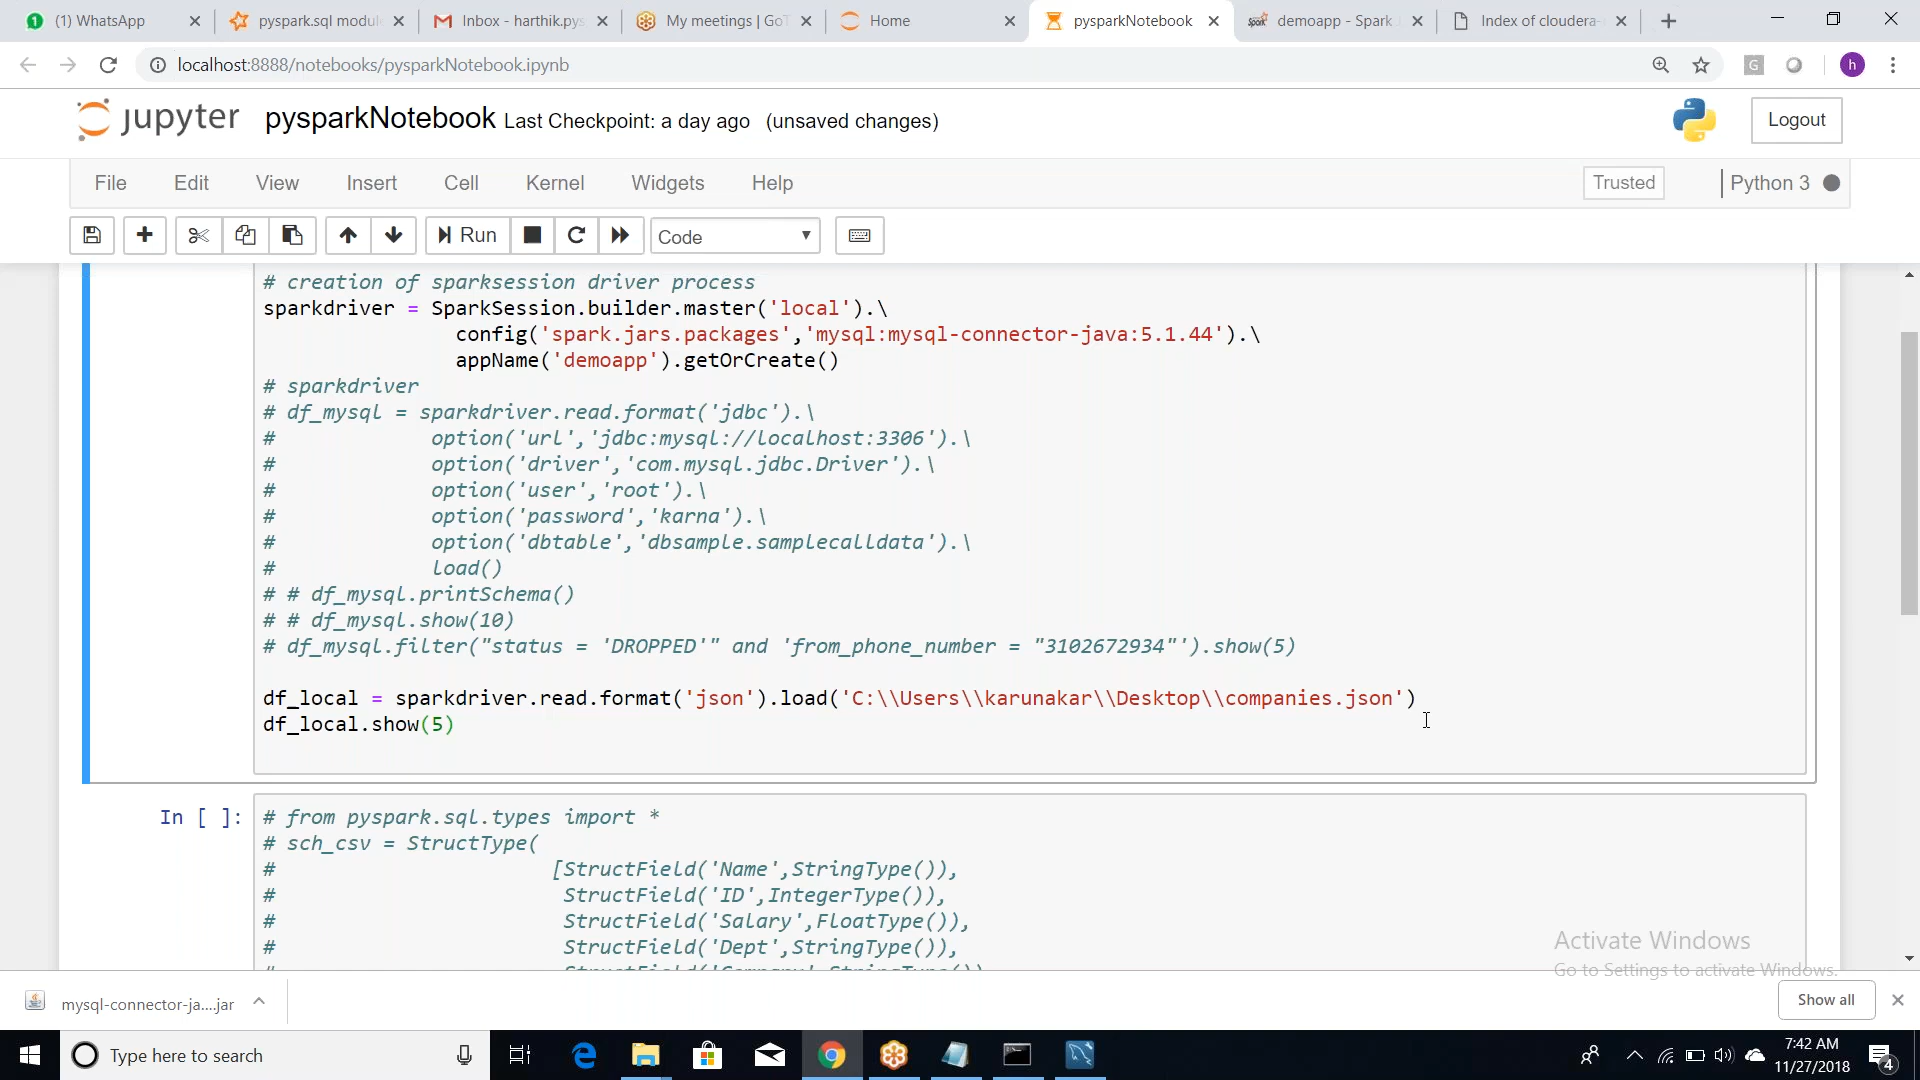 (1) WhatsApp
pyspark.sql modul
Inbox - harthik.pys
My meetings | GoT
Home
pysparkNotebook
demoapp - Spark
Index of cloudera-
localhost:8888/notebooks/pysparkNotebook.ipynb
G
h
jupyter pysparkNotebook Last Checkpoint: a day ago (unsaved changes)
Logout
File Edit View Insert Cell Kernel Widgets Help
Trusted
Python 3
Run
Code
# creation of sparksession driver process
sparkdriver = SparkSession.builder.master('local').\
config('spark.jars.packages','mysql:mysql-connector-java:5.1.44').\
appName('demoapp').getOrCreate()
# sparkdriver
# df_mysql = sparkdriver.read.format('jdbc').\
# option('url','jdbc:mysql://localhost:3306').\
# option('driver','com.mysql.jdbc.Driver').\
# option('user','root').\
# option('password','karna').\
# option('dbtable','dbsample.samplecalldata').\
# load()
# # df_mysql.printSchema()
# # df_mysql.show(10)
# df_mysql.filter("status = 'DROPPED'" and 'from_phone_number = "3102672934"').show(5)
df_local = sparkdriver.read.format('json').load('C:\\Users\\karunakar\\Desktop\\companies.json')
df_local.show(5)
In [ ]:
# from pyspark.sql.types import *
# sch_csv = StructType(
# [StructField('Name',StringType()),
# StructField('ID',IntegerType()),
# StructField('Salary',FloatType()),
# StructField('Dept',StringType()),
# StructField('Company',StringType())
Activate Windows
Go to Settings to activate Windows.
mysql-connector-ja....jar
Show all
Type here to search
7:42 AM
11/27/2018
4